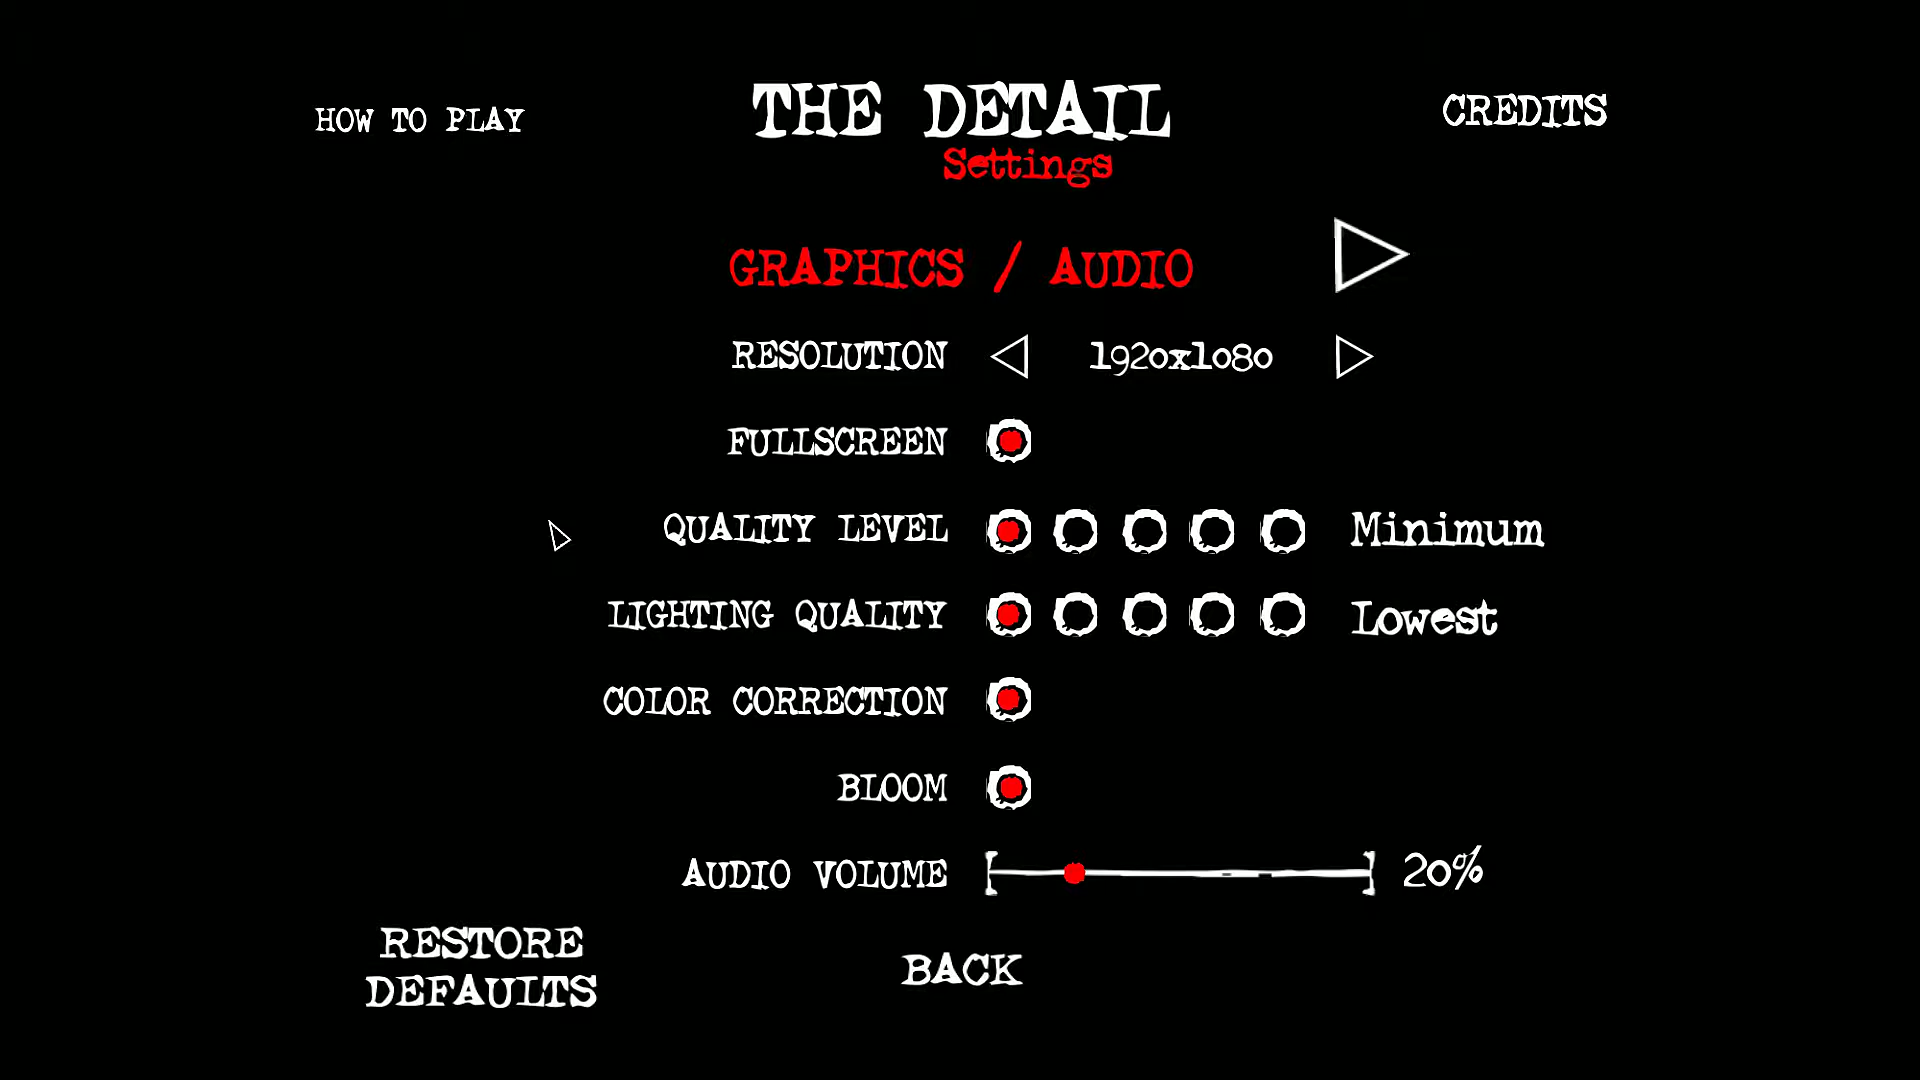 HOW TO PLAY
THE DETAIL
CREDITS
Settings
GRAPHICS / AUDIO
RESOLUTION 1920x1080
FULLSCREEN
QUALITY LEVEL Minimum
LIGHTING QUALITY Lowest
COLOR CORRECTION
BLOOM
AUDIO VOLUME 20%
RESTORE
DEFAULTS
BACK